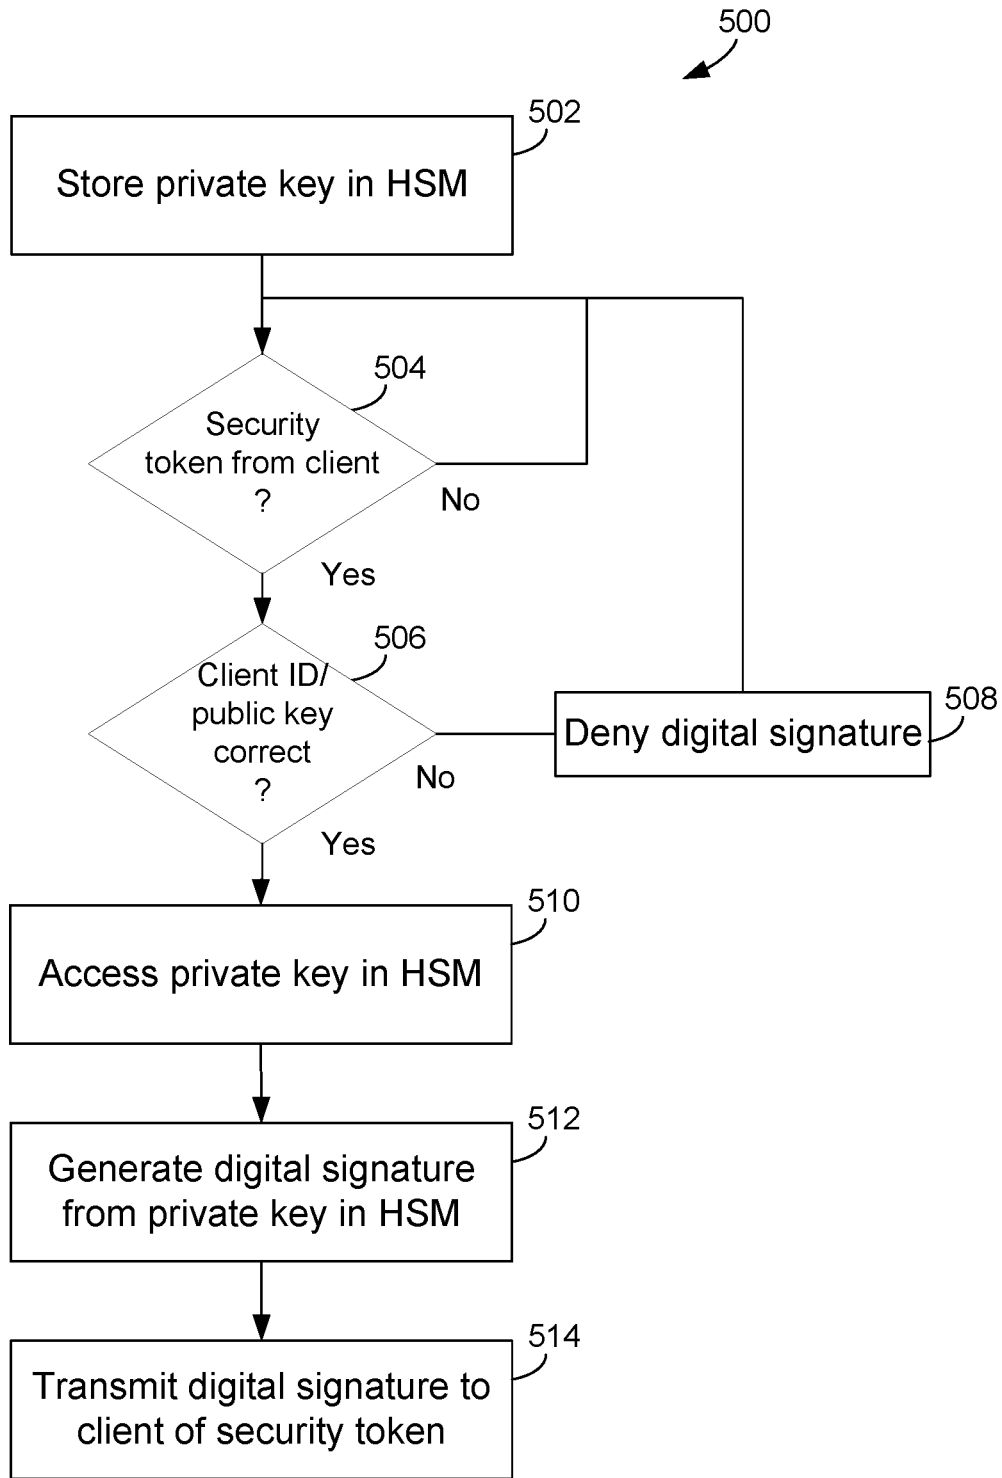 500
502
Store private key in HSM
504
Security
token from client
?
No
Yes
506
Client ID/
public key
correct
?
No
Yes
508
Deny digital signature
510
Access private key in HSM
512
Generate digital signature
from private key in HSM
514
Transmit digital signature to
client of security token